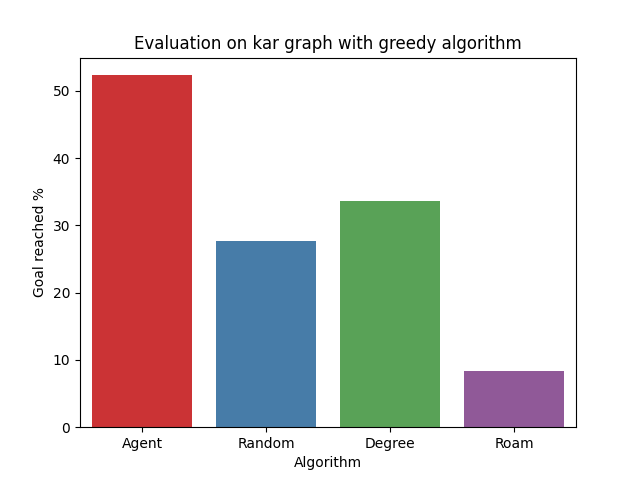 Evaluation on kar graph with greedy algorithm
Goal reached %
50
40
30
20
10
0
Agent Random Degree Roam
Algorithm